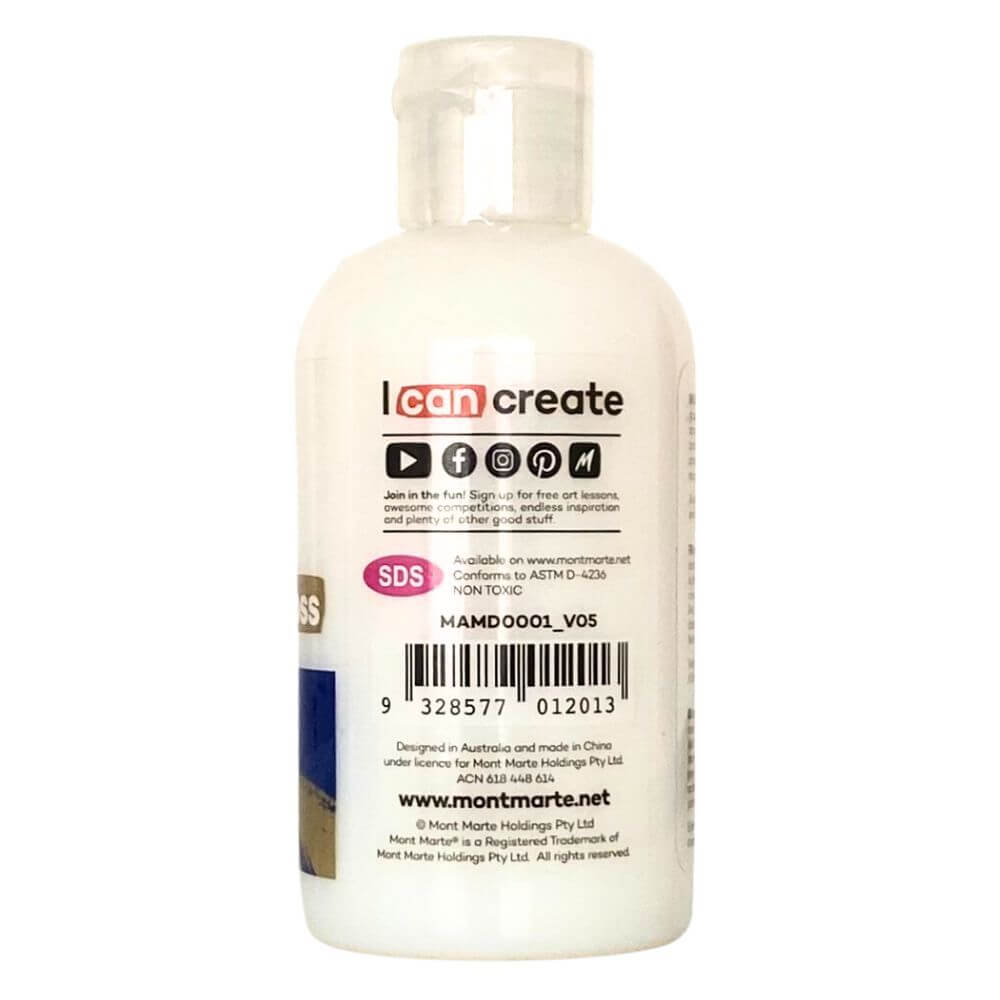 I can create
Join in the fun! Sign up for free art lessons,
awesome competitions, endless inspiration
and plenty of other good stuff.
SDS
Available on www.montmarte.net
Conforms to ASTM D-4236
NON TOXIC
MAMD0001_V05
9 328577 012013
Designed in Australia and made in China
under licence for Mont Marte Holdings Pty Ltd.
ACN 618 448 614
www.montmarte.net
© Mont Marte Holdings Pty Ltd
Mont Marte® is a Registered Trademark of
Mont Marte Holdings Pty Ltd. All rights reserved.